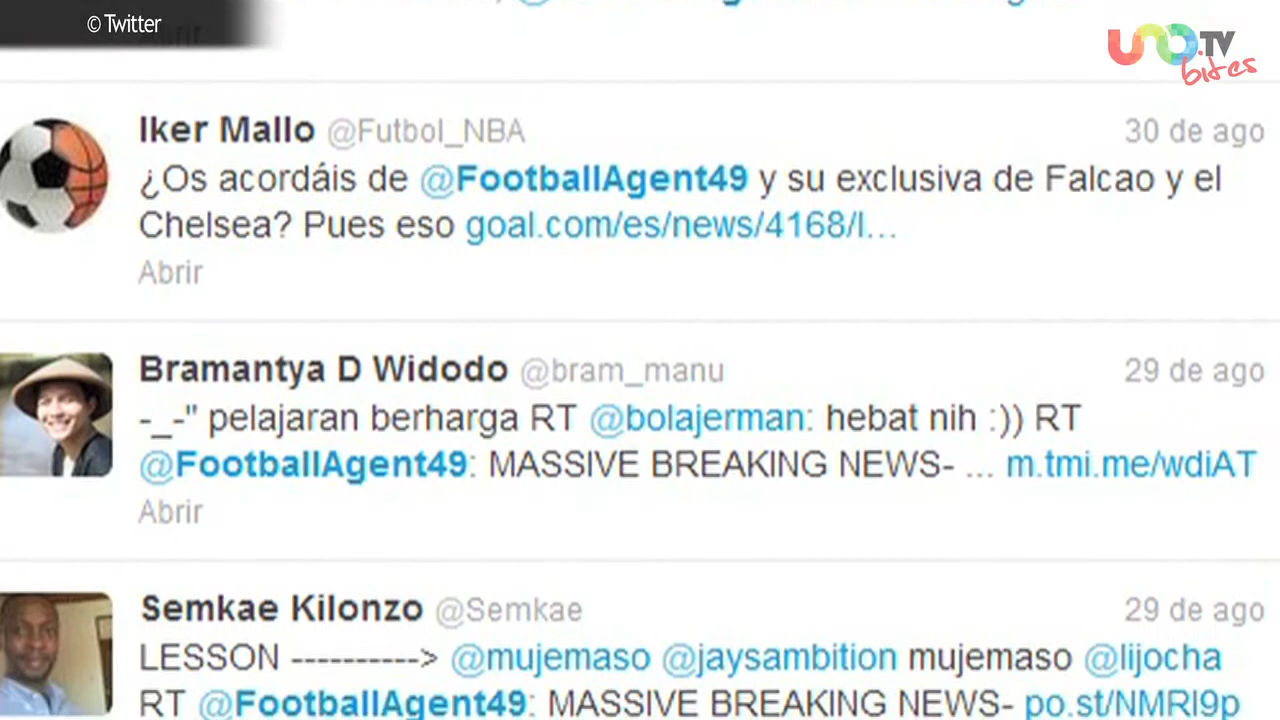 © Twitter
UNO.TV
bites
Abrir
Iker Mallo @Futbol_NBA 30 de ago
¿Os acordáis de @FootballAgent49 y su exclusiva de Falcao y el
Chelsea? Pues eso goal.com/es/news/4168/l…
Abrir
Bramantya D Widodo @bram_manu 29 de ago
-_-" pelajaran berharga RT @bolajerman: hebat nih :)) RT
@FootballAgent49: MASSIVE BREAKING NEWS- ... m.tmi.me/wdiAT
Abrir
Semkae Kilonzo @Semkae 29 de ago
LESSON ----------> @mujemaso @jaysambition mujemaso @lijocha
RT @FootballAgent49: MASSIVE BREAKING NEWS- po.st/NMRl9p